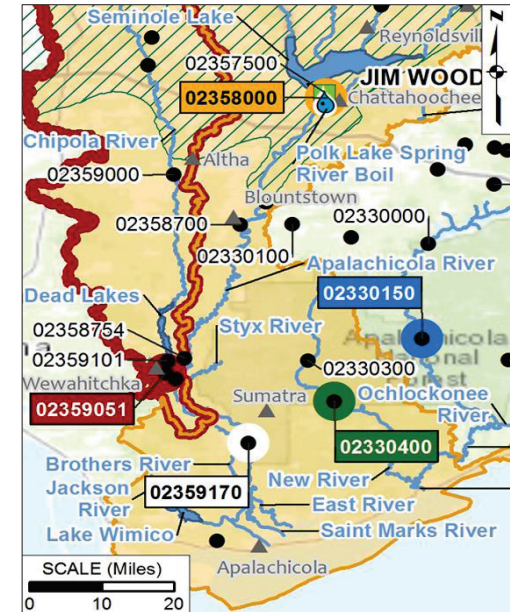 Seminole Lake
Reynoldsvil
N
02357500
JIM WOOD
02358000
Chattahoochee
Chipola River
Polk Lake Spring
River Boil
Altha
02359000
Blountstown
02358700
02330000
02330100
Apalachicola River
02330150
Dead Lakes
Styx River
02358754
02359101
02330300
Wewahitchka
Sumatra
Ochlockonee
River
02359051
02330400
Brothers River
New River
Jackson
River
02359170
East River
Lake Wimico
Saint Marks River
SCALE (Miles)
Apalachicola
0
10
20